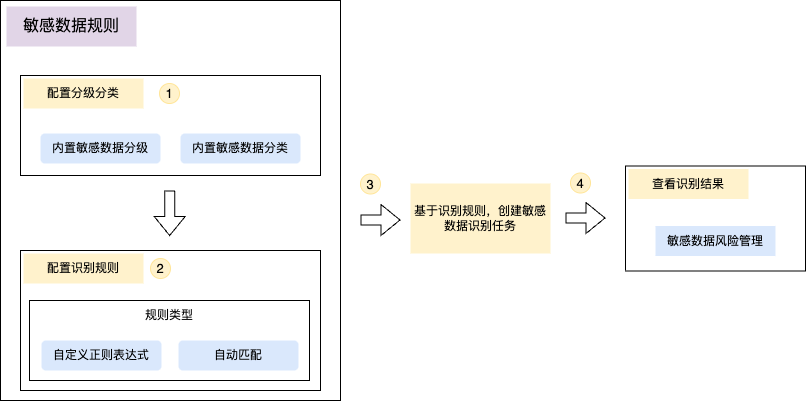 敏感数据规则
配置分级分类
1
内置敏感数据分级
内置敏感数据分类
配置识别规则
2
规则类型
自定义正则表达式
自动匹配
3
基于识别规则，创建敏感
数据识别任务
4
查看识别结果
敏感数据风险管理